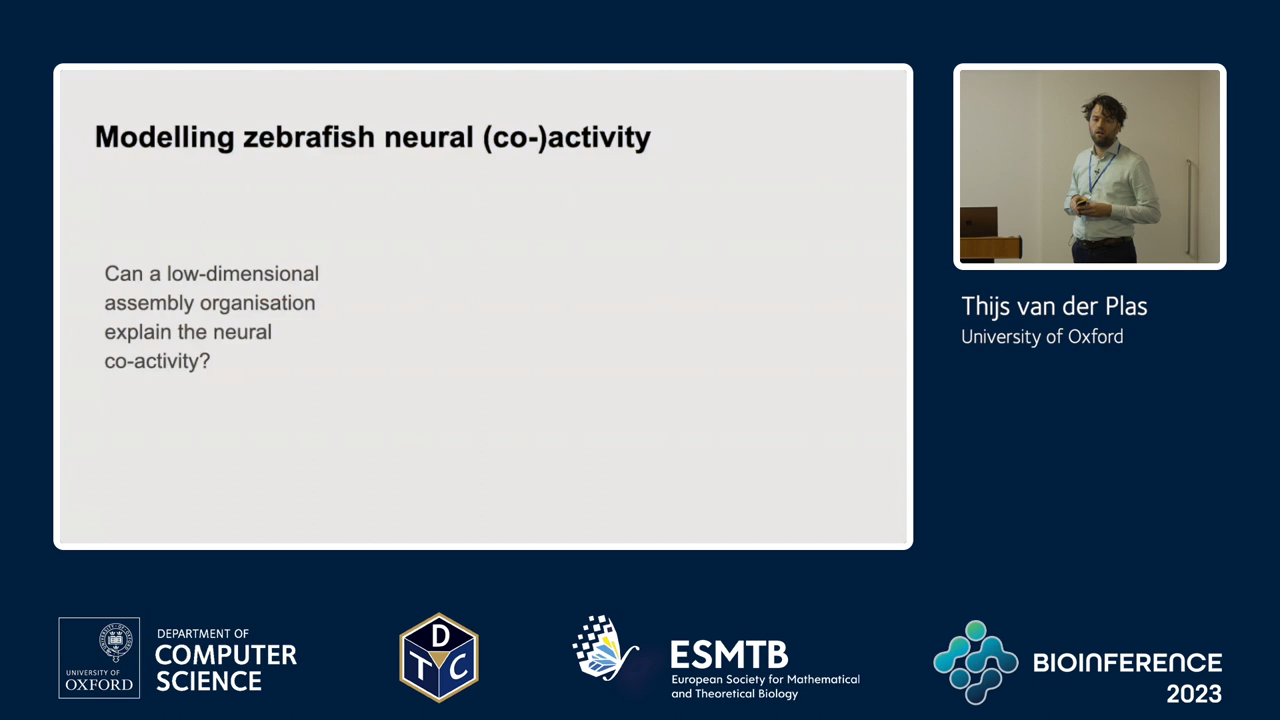 Modelling zebrafish neural (co-)activity
Can a low-dimensional
assembly organisation
explain the neural
co-activity?
Thijs van der Plas
University of Oxford
UNIVERSITY OF
OXFORD
DEPARTMENT OF
COMPUTER
SCIENCE
D
T C
ESMTB
European Society for Mathematical
and Theoretical Biology
BIOINFERENCE
2023